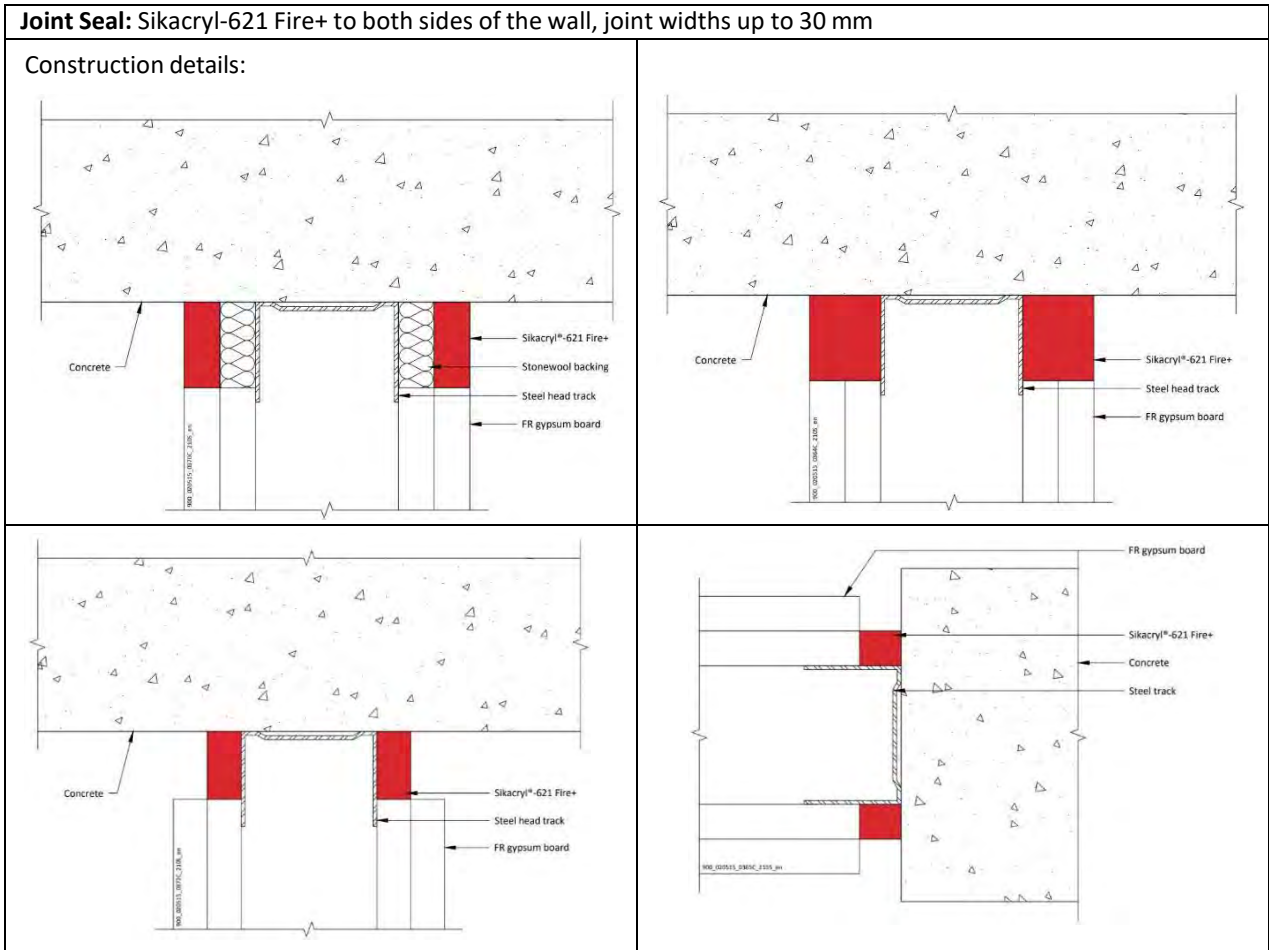 Joint Seal: Sikacryl-621 Fire+ to both sides of the wall, joint widths up to 30 mm
Construction details:
Concrete
Sikacryl®-621 Fire+
Stonewool backing
Steel head track
FR gypsum board
900_020515_0370C_2105_en
Concrete
Sikacryl®-621 Fire+
Steel head track
FR gypsum board
900_020515_0364C_2105_en
Concrete
Sikacryl®-621 Fire+
Steel head track
FR gypsum board
FR gypsum board
Sikacryl®-621 Fire+
Concrete
Steel track
900_020515_0365C_2105_en